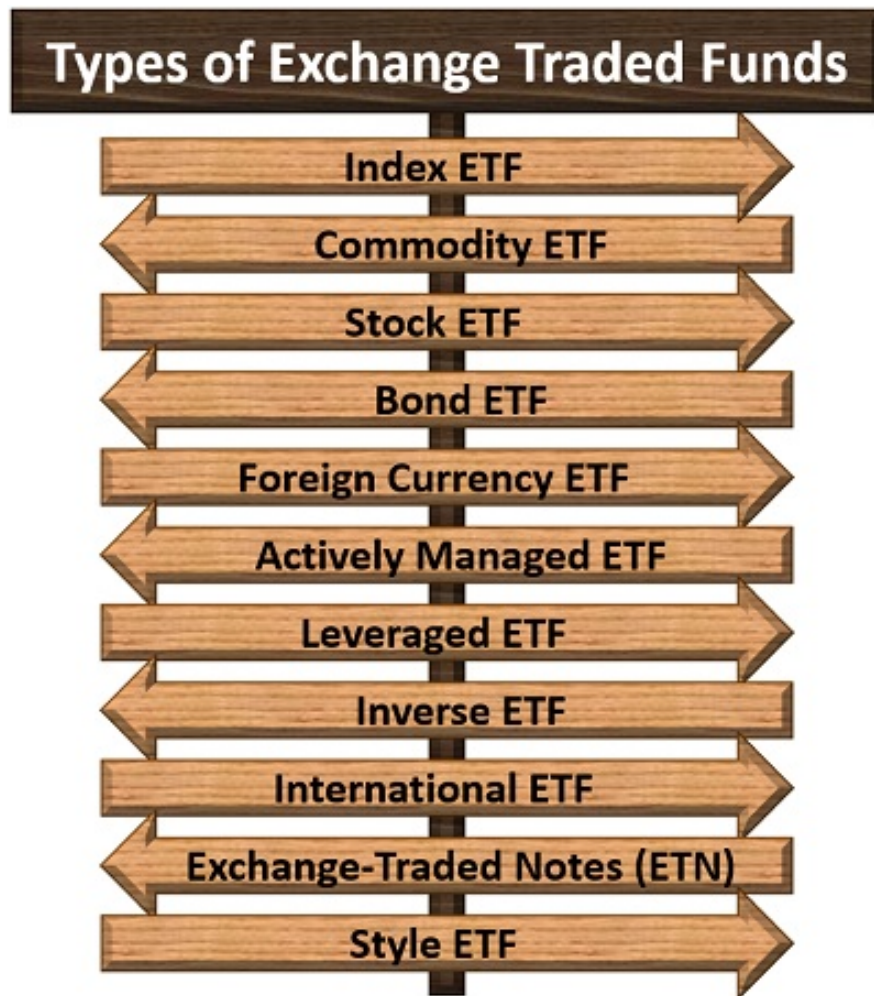 Types of Exchange Traded Funds
Index ETF
Commodity ETF
Stock ETF
Bond ETF
Foreign Currency ETF
Actively Managed ETF
Leveraged ETF
Inverse ETF
International ETF
Exchange-Traded Notes (ETN)
Style ETF